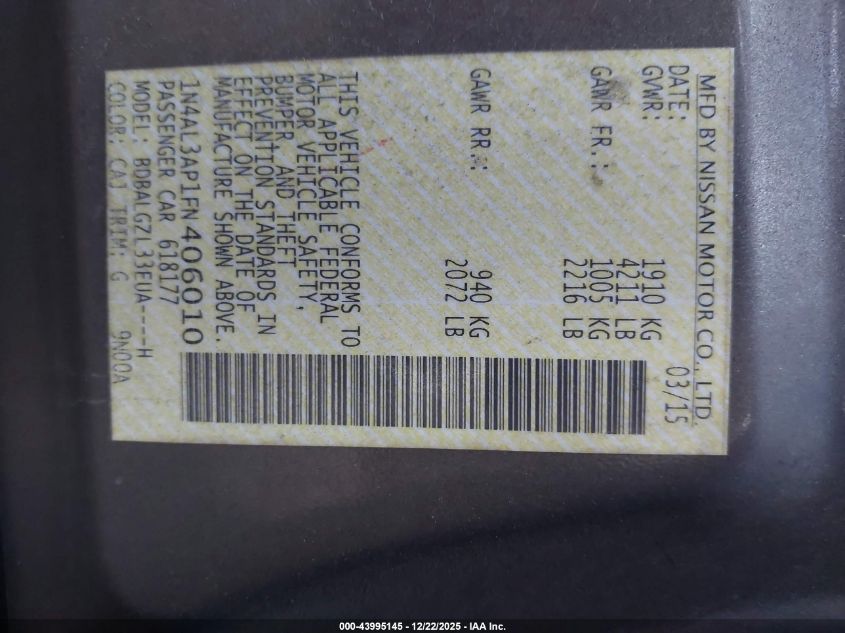 MFD BY NISSAN MOTOR CO., LTD.
DATE: 03/15
GVWR: 1910 KG
4211 LB
GAWR FR.: 1005 KG
2216 LB
GAWR RR.: 940 KG
2072 LB
THIS VEHICLE CONFORMS TO
ALL APPLICABLE FEDERAL
MOTOR VEHICLE SAFETY,
BUMPER, AND THEFT
PREVENTION STANDARDS IN
EFFECT ON THE DATE OF
MANUFACTURE SHOWN ABOVE.
1N4AL3AP1FN406010
PASSENGER CAR 618177
MODEL: BDBALGZL33EUA----H
COLOR: CAJ TRIM: G 9N00A
000-43995145 - 12/22/2025 - IAA Inc.